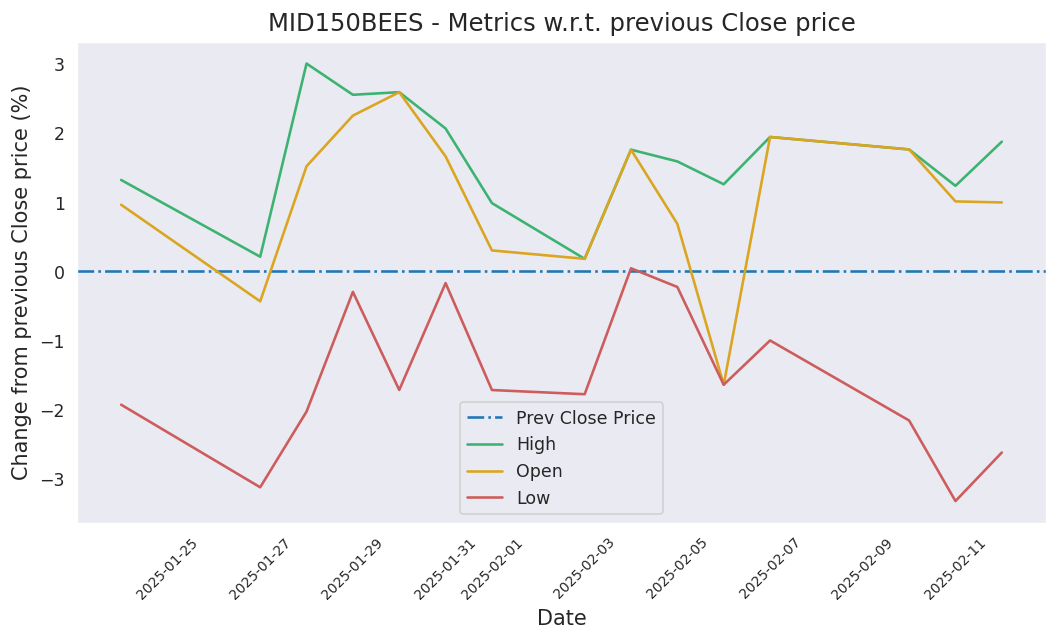 MID150BEES - Metrics w.r.t. previous Close price
Change from previous Close price (%)
3
2
1
0
−1
−2
−3
Prev Close Price
High
Open
Low
2025-01-25
2025-01-27
2025-01-29
2025-01-31
2025-02-01
2025-02-03
2025-02-05
2025-02-07
2025-02-09
2025-02-11
Date